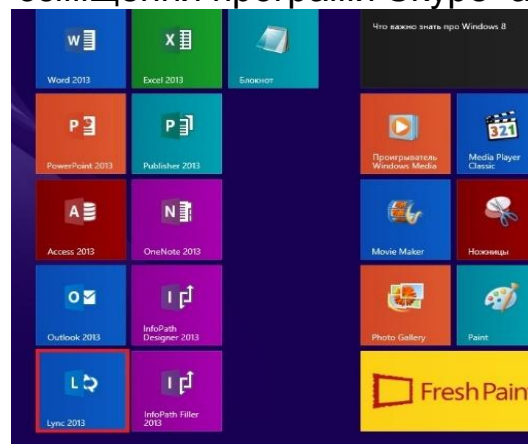 Что важно знать про Windows 8
Word 2013
Excel 2013
Блокнот
PowerPoint 2013
Publisher 2013
Проигрыватель
Windows Media
Media Player
Classic
Access 2013
OneNote 2013
Movie Maker
Ножницы
Outlook 2013
InfoPath
Designer 2013
Photo Gallery
Paint
Lync 2013
InfoPath Filler
2013
Fresh Pain